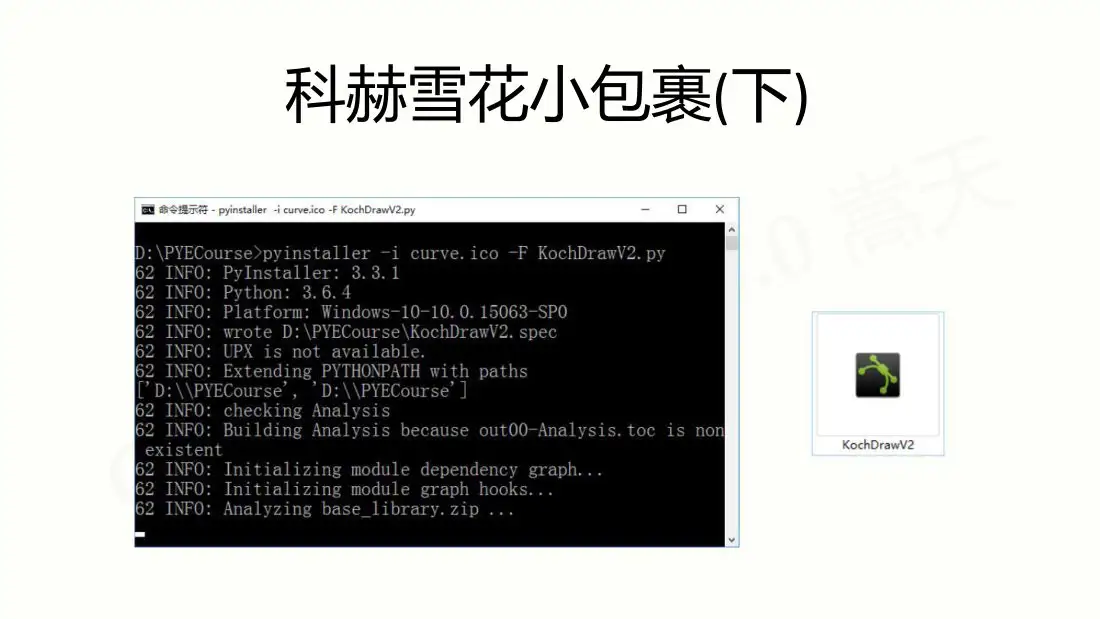 科赫雪花小包裹(下)
命令提示符 - pyinstaller -i curve.ico -F KochDrawV2.py
D:\PYECourse>pyinstaller -i curve.ico -F KochDrawV2.py
62 INFO: PyInstaller: 3.3.1
62 INFO: Python: 3.6.4
62 INFO: Platform: Windows-10-10.0.15063-SP0
62 INFO: wrote D:\PYECourse\KochDrawV2.spec
62 INFO: UPX is not available.
62 INFO: Extending PYTHONPATH with paths
['D:\\PYECourse', 'D:\\PYECourse']
62 INFO: checking Analysis
62 INFO: Building Analysis because out00-Analysis.toc is non
existent
62 INFO: Initializing module dependency graph...
62 INFO: Initializing module graph hooks...
62 INFO: Analyzing base_library.zip ...
KochDrawV2
.0 嵩天